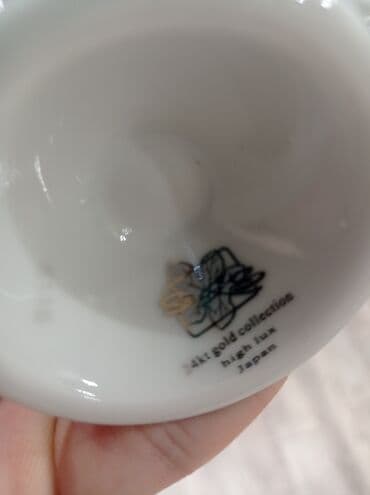 24kt gold collection
high lux
Japan